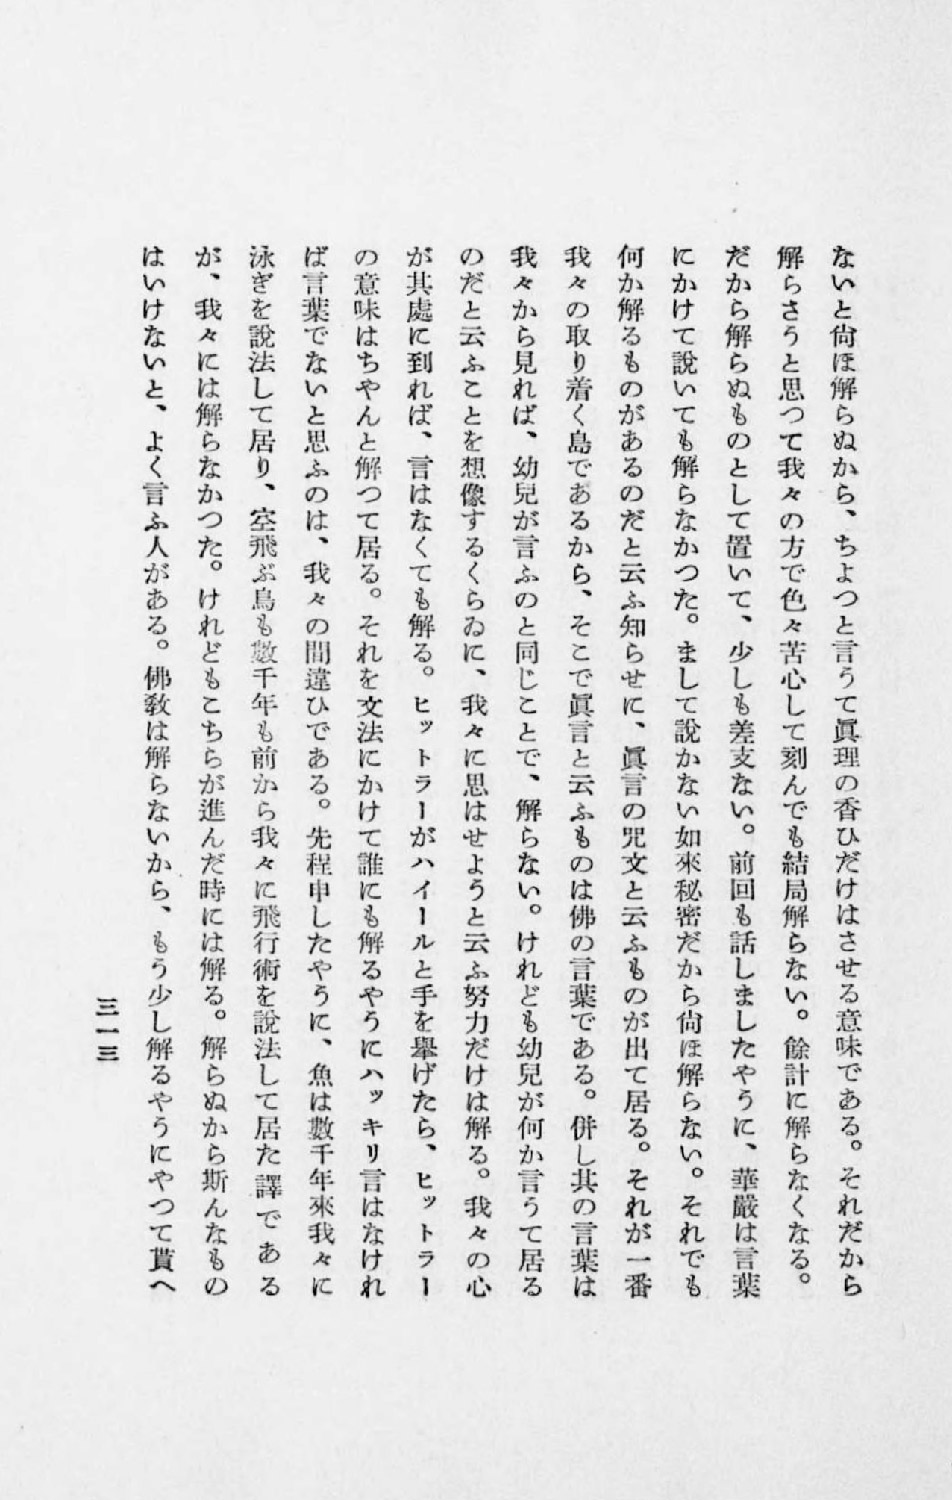 ないと尙ほ解らぬから、ちよつと言うて眞理の香ひだけはさせる意味である。それだから
解らさうと思つて我々の方で色々苦心して刻んでも結局解らない。餘計に解らなくなる。
だから解らぬものとして置いて、少しも差支ない。前回も話しましたやうに、華嚴は言葉
にかけて說いても解らなかつた。まして說かない如來秘密だから尙ほ解らない。それでも
何か解るものがあるのだと云ふ知らせに、眞言の咒文と云ふものが出て居る。それが一番
我々の取り着く島であるから、そこで眞言と云ふものは佛の言葉である。併し其の言葉は
我々から見れば、幼兒が言ふのと同じことで、解らない。けれども幼兒が何か言うて居る
のだと云ふことを想像するくらゐに、我々に思はせようと云ふ努力だけは解る。我々の心
が其處に到れば、言はなくても解る。ヒットラーがハイールと手を擧げたら、ヒットラー
の意味はちやんと解つて居る。それを文法にかけて誰にも解るやうにハッキリ言はなけれ
ば言葉でないと思ふのは、我々の間違ひである。先程申したやうに、魚は數千年來我々に
泳ぎを說法して居り、空飛ぶ鳥も數千年も前から我々に飛行術を說法して居た譯である
が、我々には解らなかつた。けれどもこちらが進んだ時には解る。解らぬから斯んなもの
はいけないと、よく言ふ人がある。佛敎は解らないから、もう少し解るやうにやつて貰へ
三一三